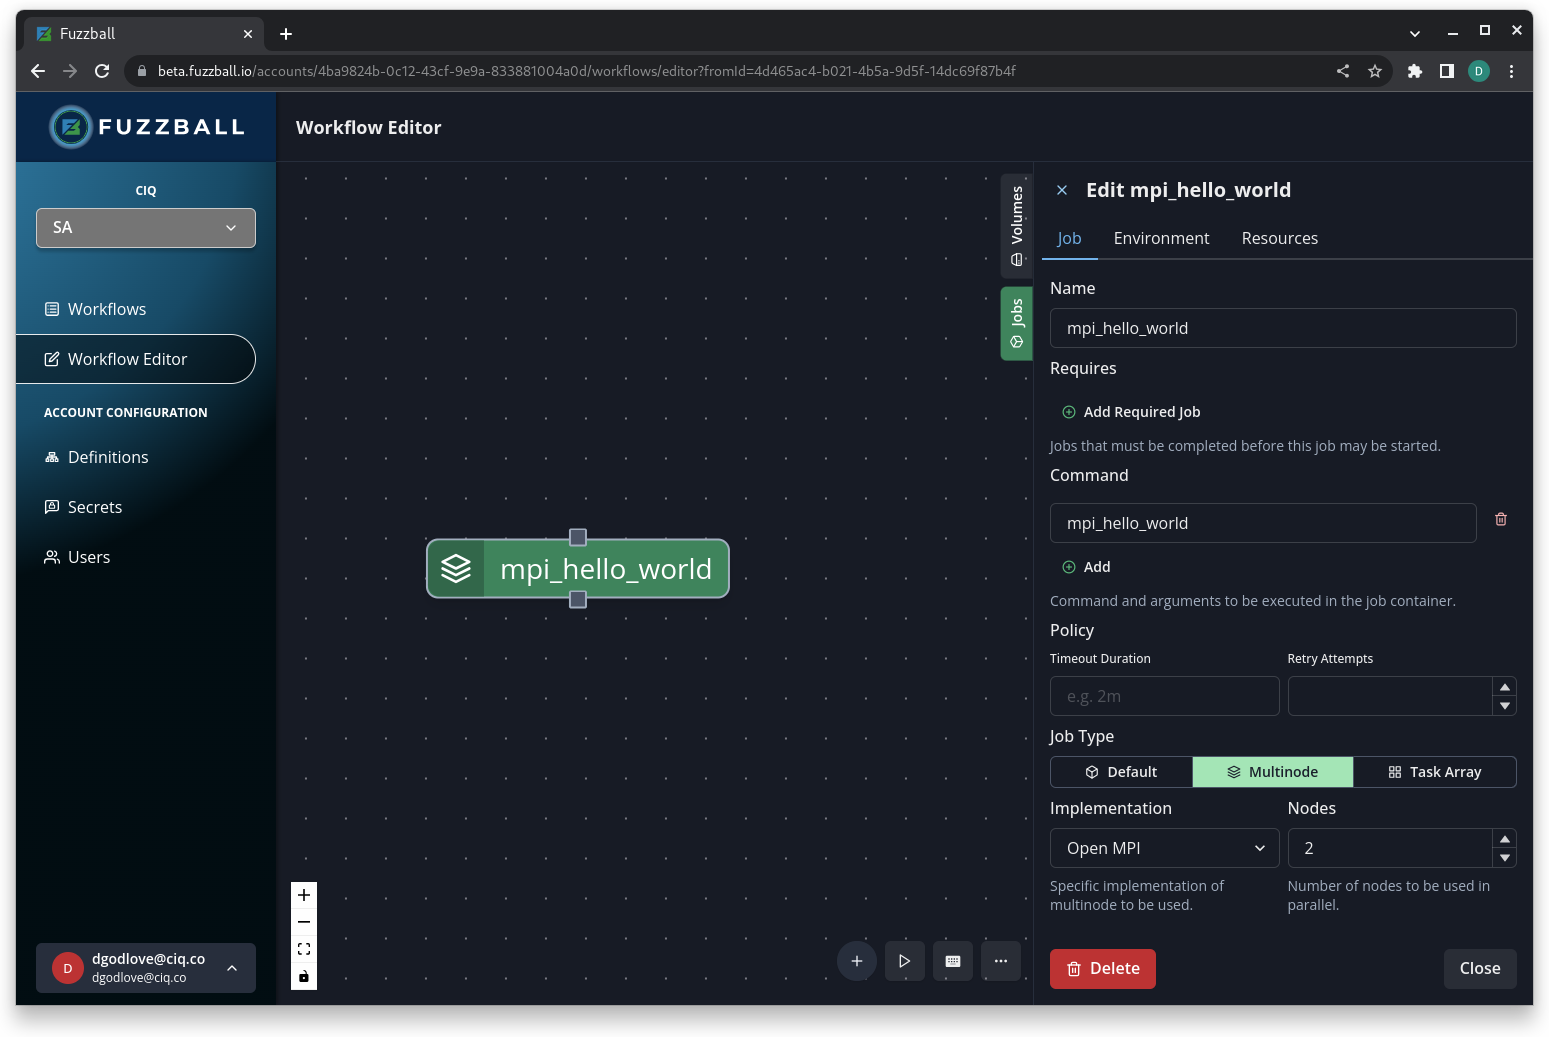 Fuzzball
beta.fuzzball.io/accounts/4ba9824b-0c12-43cf-9e9a-833881004a0d/workflows/editor?fromId=4d465ac4-b021-4b5a-9d5f-14dc69f87b4f
D
FUZZBALL
Workflow Editor
CIQ
SA
Workflows
Workflow Editor
ACCOUNT CONFIGURATION
Definitions
Secrets
Users
D
dgodlove@ciq.co
dgodlove@ciq.co
mpi_hello_world
Volumes
Jobs
Edit mpi_hello_world
Job Environment Resources
Name
mpi_hello_world
Requires
Add Required Job
Jobs that must be completed before this job may be started.
Command
mpi_hello_world
Add
Command and arguments to be executed in the job container.
Policy
Timeout Duration Retry Attempts
e.g. 2m
Job Type
Default Multinode Task Array
Implementation Nodes
Open MPI 2
Specific implementation of multinode to be used.
Number of nodes to be used in parallel.
Delete Close